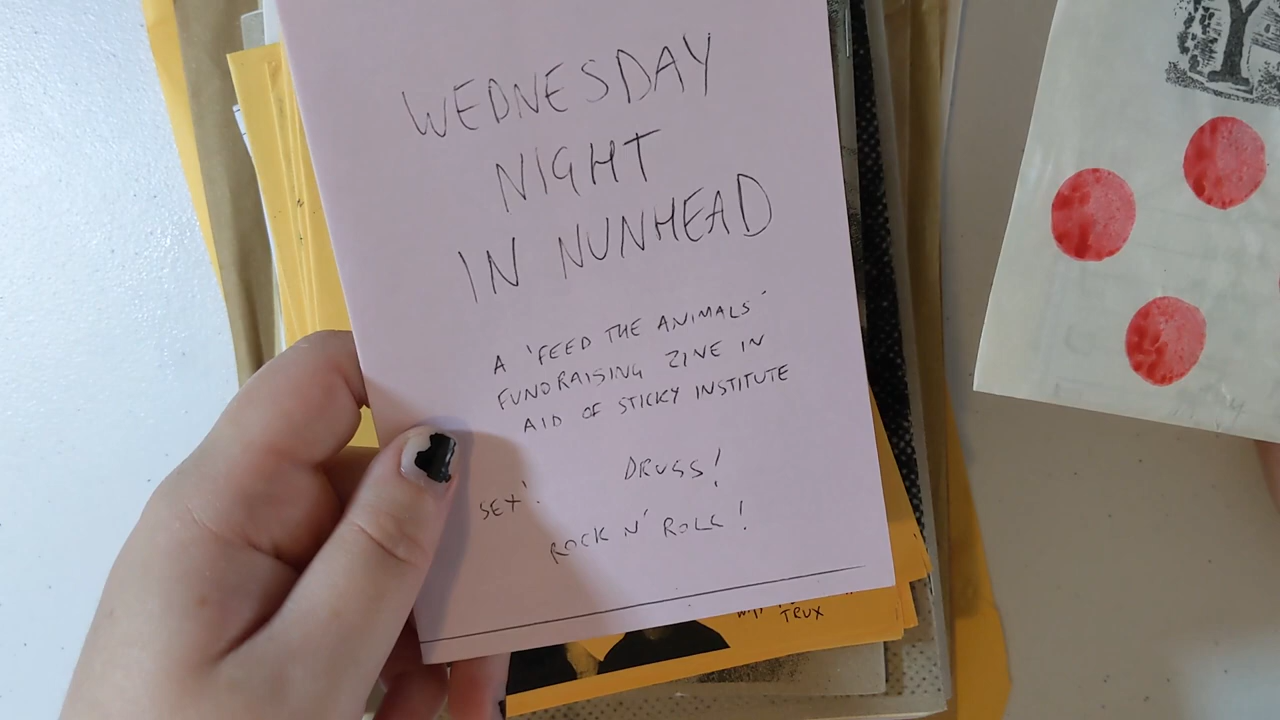 WEDNESDAY
NIGHT
IN NUNHEAD
A 'FEED THE ANIMALS'
FUNDRAISING ZINE IN
AID OF STICKY INSTITUTE
DRUGS!
SEX!
ROCK N' ROLL!
TRUX